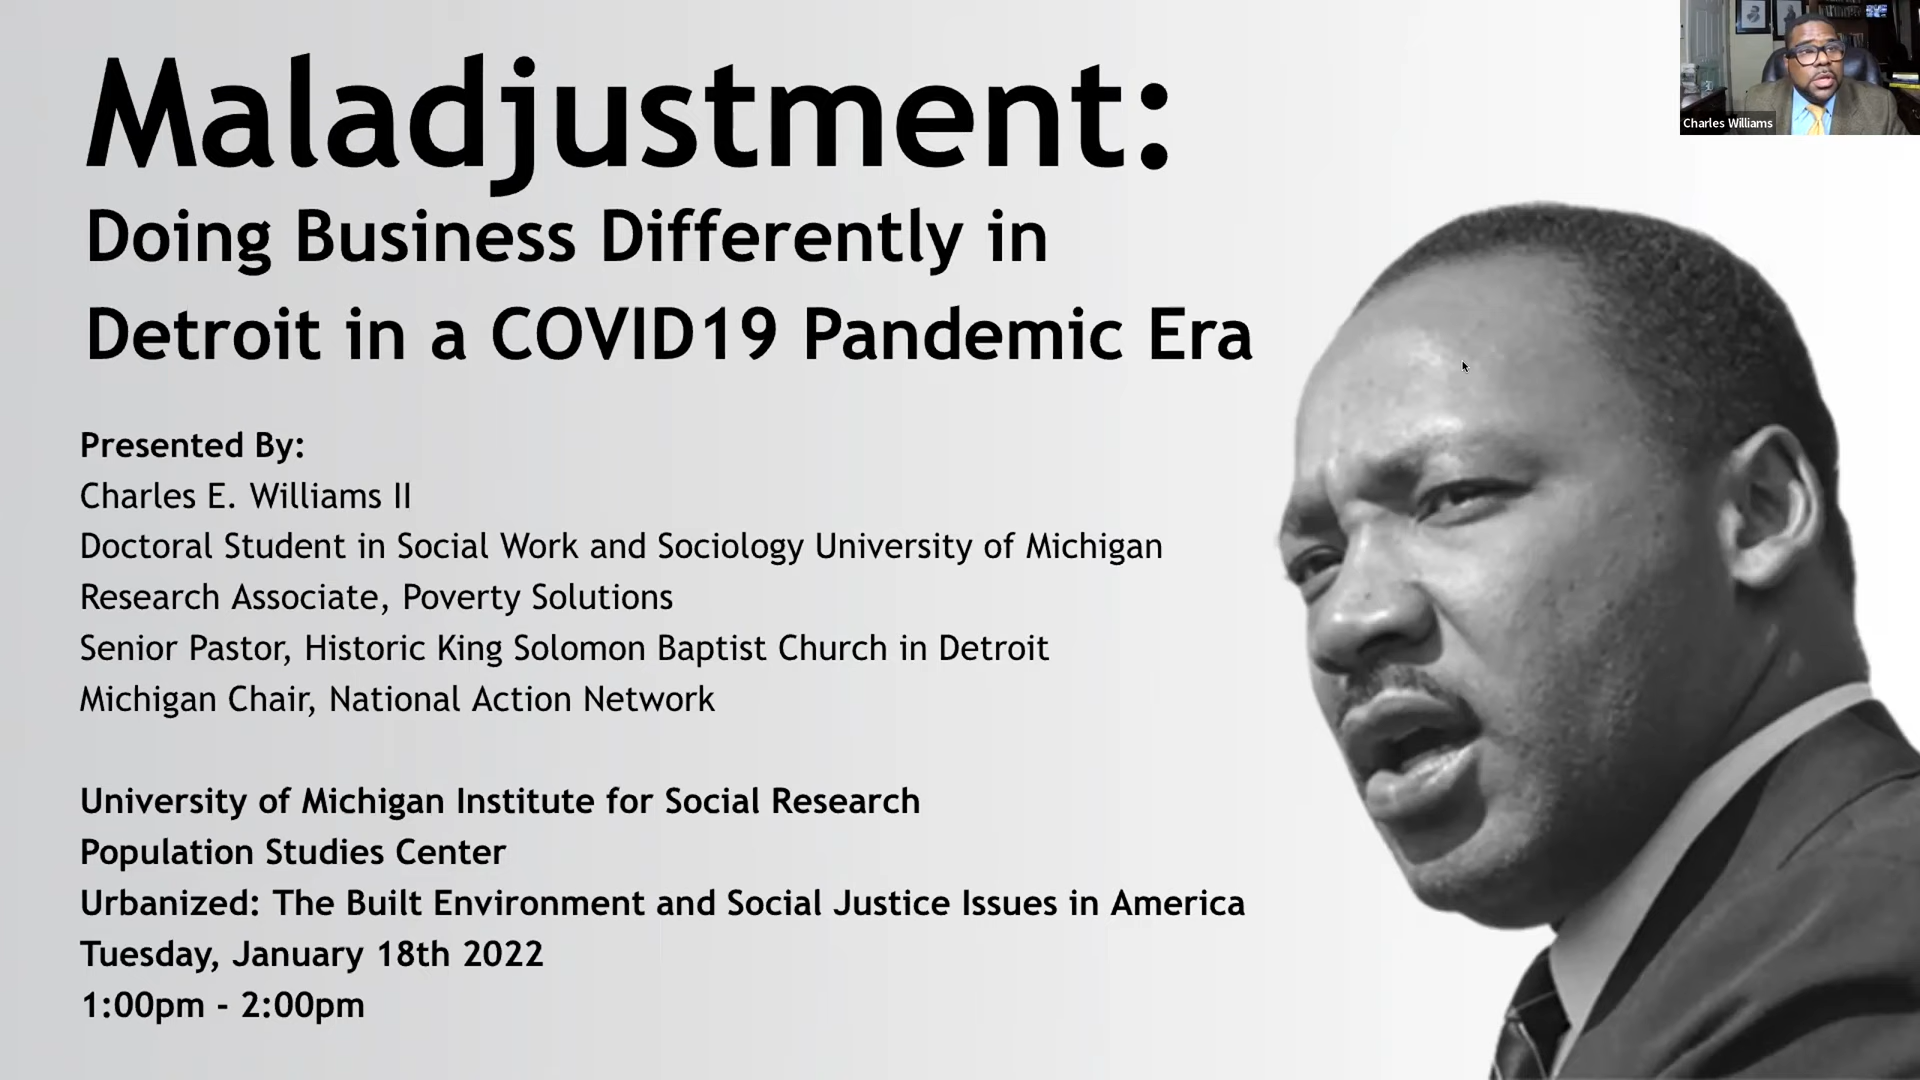 Maladjustment:
Doing Business Differently in
Detroit in a COVID19 Pandemic Era
Presented By:
Charles E. Williams II
Doctoral Student in Social Work and Sociology University of Michigan
Research Associate, Poverty Solutions
Senior Pastor, Historic King Solomon Baptist Church in Detroit
Michigan Chair, National Action Network
University of Michigan Institute for Social Research
Population Studies Center
Urbanized: The Built Environment and Social Justice Issues in America
Tuesday, January 18th 2022
1:00pm - 2:00pm
Charles Williams